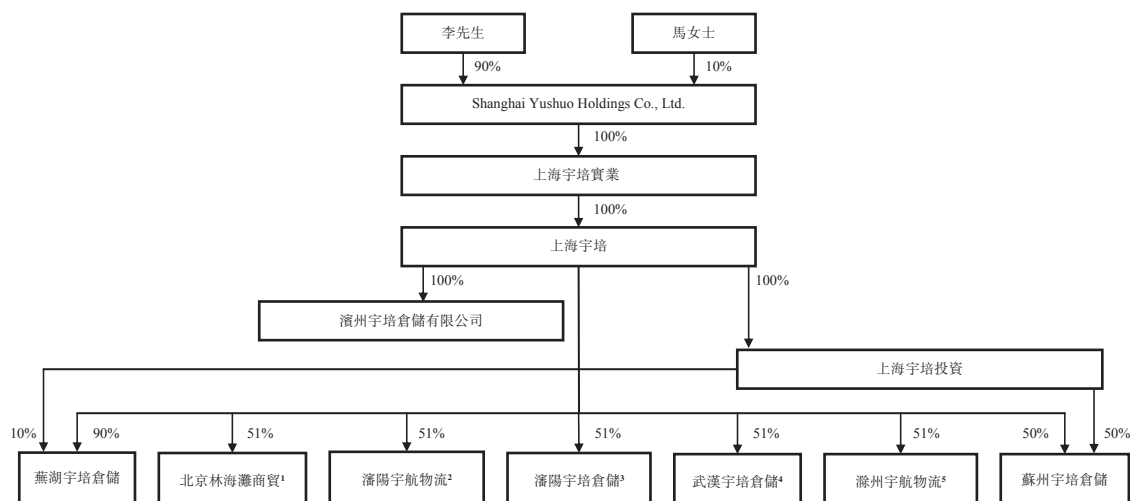 李先生
馬女士
90%
10%
Shanghai Yushuo Holdings Co., Ltd.
100%
上海宇培實業
100%
上海宇培
100%
100%
濱州宇培倉儲有限公司
上海宇培投資
10%
90%
51%
51%
51%
51%
51%
50%
50%
蕪湖宇培倉儲
北京林海灘商貿¹
瀋陽宇航物流²
瀋陽宇培倉儲³
武漢宇培倉儲⁴
滁州宇航物流⁵
蘇州宇培倉儲